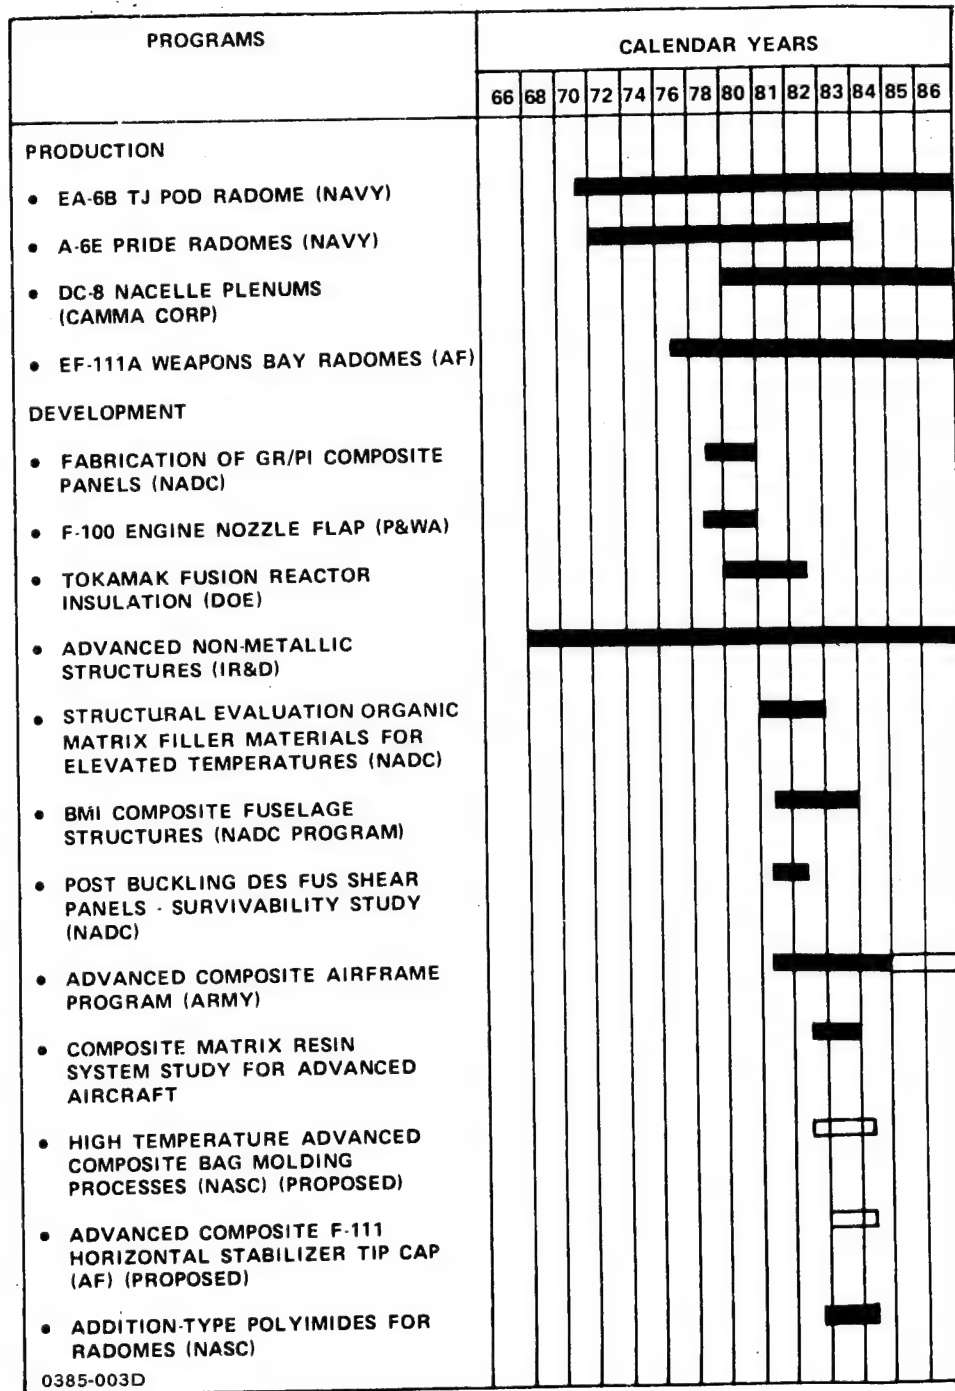 PROGRAMS
CALENDAR YEARS
66 68 70 72 74 76 78 80 81 82 83 84 85 86
PRODUCTION
• EA-6B TJ POD RADOME (NAVY)
• A-6E PRIDE RADOMES (NAVY)
• DC-8 NACELLE PLENUMS
(CAMMA CORP)
• EF-111A WEAPONS BAY RADOMES (AF)
DEVELOPMENT
• FABRICATION OF GR/PI COMPOSITE
PANELS (NADC)
• F-100 ENGINE NOZZLE FLAP (P&WA)
• TOKAMAK FUSION REACTOR
INSULATION (DOE)
• ADVANCED NON-METALLIC
STRUCTURES (IR&D)
• STRUCTURAL EVALUATION ORGANIC
MATRIX FILLER MATERIALS FOR
ELEVATED TEMPERATURES (NADC)
• BMI COMPOSITE FUSELAGE
STRUCTURES (NADC PROGRAM)
• POST BUCKLING DES FUS SHEAR
PANELS - SURVIVABILITY STUDY
(NADC)
• ADVANCED COMPOSITE AIRFRAME
PROGRAM (ARMY)
• COMPOSITE MATRIX RESIN
SYSTEM STUDY FOR ADVANCED
AIRCRAFT
• HIGH TEMPERATURE ADVANCED
COMPOSITE BAG MOLDING
PROCESSES (NASC) (PROPOSED)
• ADVANCED COMPOSITE F-111
HORIZONTAL STABILIZER TIP CAP
(AF) (PROPOSED)
• ADDITION-TYPE POLYIMIDES FOR
RADOMES (NASC)
0385-003D